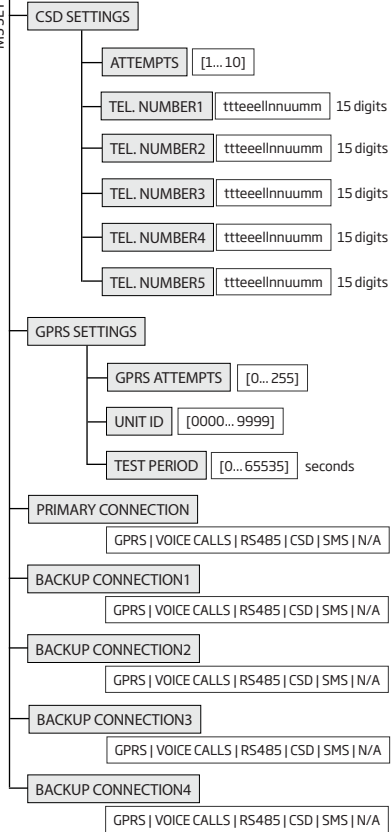 CSD SETTINGS
ATTEMPTS [1... 10]
TEL. NUMBER1 ttteeellnnuumm 15 digits
TEL. NUMBER2 ttteeellnnuumm 15 digits
TEL. NUMBER3 ttteeellnnuumm 15 digits
TEL. NUMBER4 ttteeellnnuumm 15 digits
TEL. NUMBER5 ttteeellnnuumm 15 digits
GPRS SETTINGS
GPRS ATTEMPTS [0... 255]
UNIT ID [0000... 9999]
TEST PERIOD [0... 65535] seconds
PRIMARY CONNECTION
GPRS | VOICE CALLS | RS485 | CSD | SMS | N/A
BACKUP CONNECTION1
GPRS | VOICE CALLS | RS485 | CSD | SMS | N/A
BACKUP CONNECTION2
GPRS | VOICE CALLS | RS485 | CSD | SMS | N/A
BACKUP CONNECTION3
GPRS | VOICE CALLS | RS485 | CSD | SMS | N/A
BACKUP CONNECTION4
GPRS | VOICE CALLS | RS485 | CSD | SMS | N/A